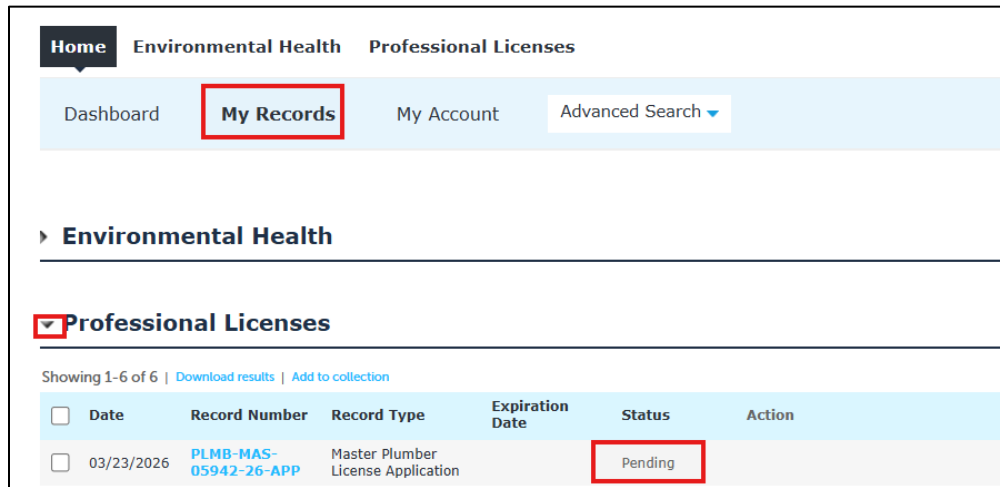 Home Environmental Health Professional Licenses
Dashboard My Records My Account Advanced Search
Environmental Health
Professional Licenses
Showing 1-6 of 6 | Download results | Add to collection
Date Record Number Record Type Expiration Date Status Action
03/23/2026 PLMB-MAS-05942-26-APP Master Plumber License Application Pending